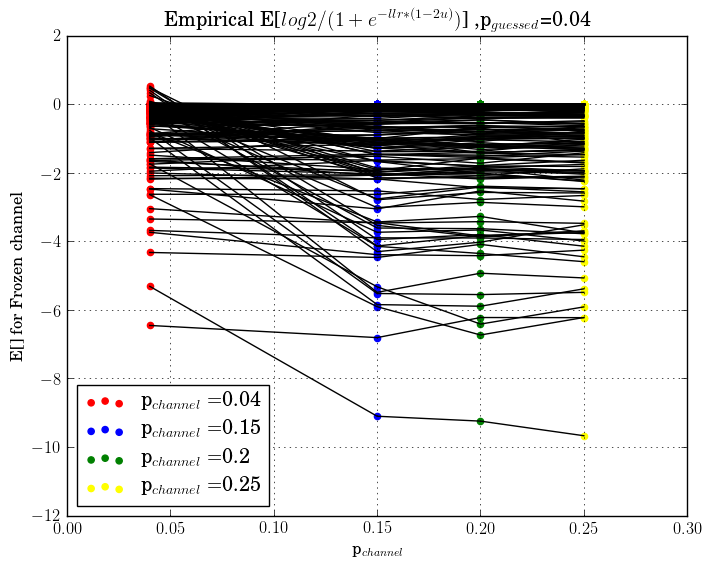 Empirical E[log2/(1+e^{-llr*(1-2u)})] ,p_{guessed}=0.04
2
0
−2
−4
−6
−8
−10
−12
E[] for Frozen channel
p_{channel} =0.04
p_{channel} =0.15
p_{channel} =0.2
p_{channel} =0.25
0.00 0.05 0.10 0.15 0.20 0.25 0.30
p_{channel}